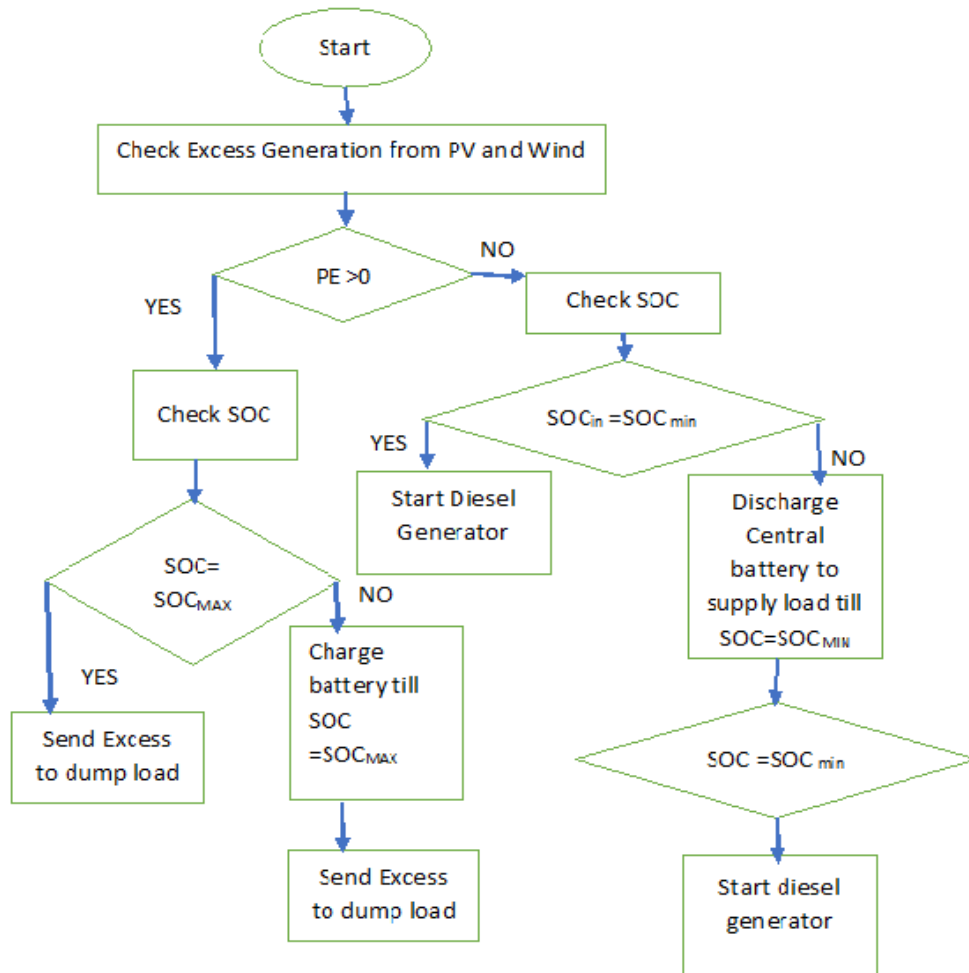 Start
Check Excess Generation from PV and Wind
PE >0
NO
YES
Check SOC
Check SOC
SOCin =SOC min
YES
NO
Start Diesel
Generator
Discharge
Central
battery to
supply load till
SOC=SOCMIN
SOC=
SOCMAX
NO
YES
Charge
battery till
SOC
=SOCMAX
Send Excess
to dump load
SOC =SOC min
Send Excess
to dump load
Start diesel
generator